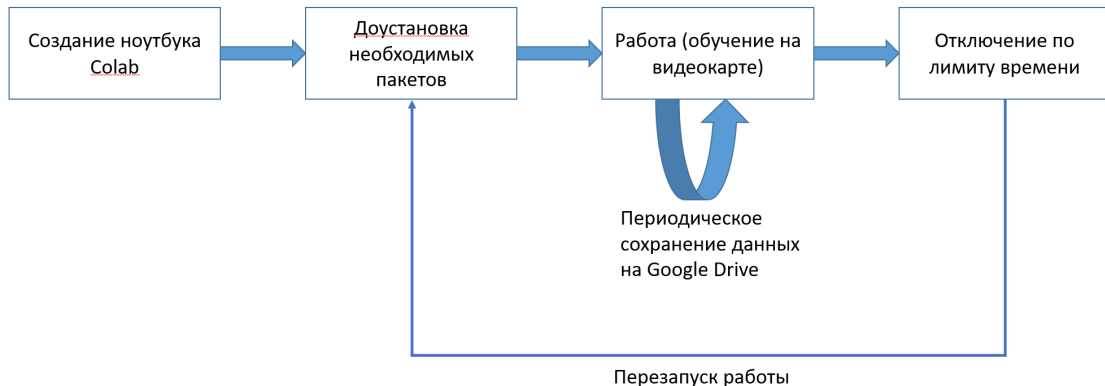 Создание ноутбука
Colab
Доустановка
необходимых
пакетов
Работа (обучение на
видеокарте)
Отключение по
лимиту времени
Периодическое
сохранение данных
на Google Drive
Перезапуск работы